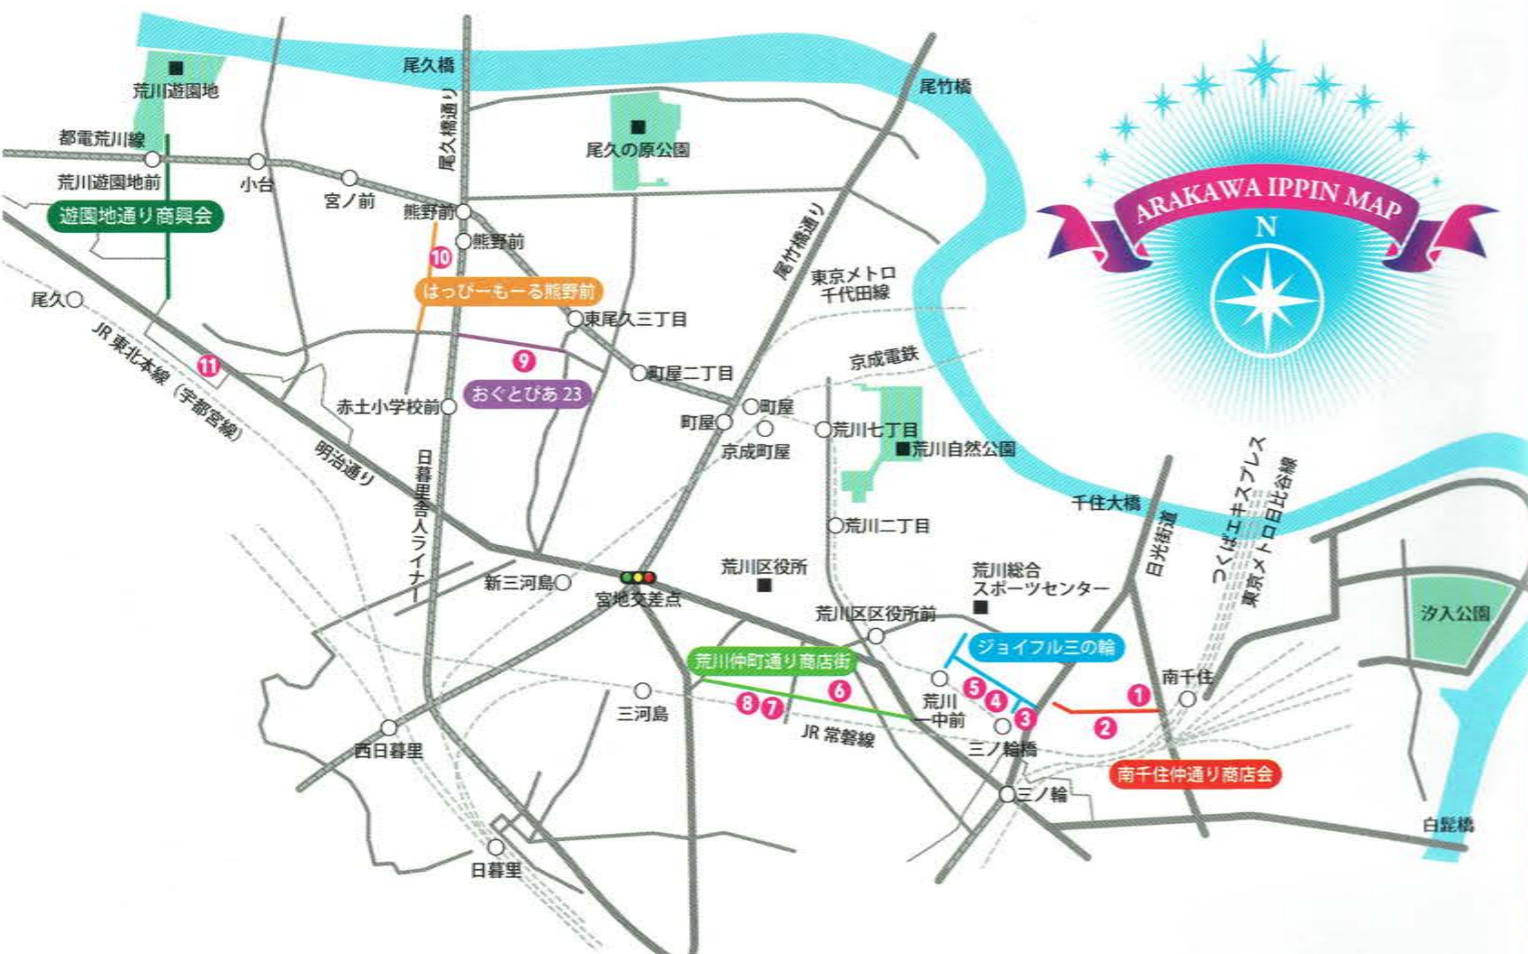 尾久橋
尾竹橋
荒川遊園地
尾久橋通り
尾久の原公園
都電荒川線
荒川遊園地前
小台
宮ノ前
熊野前
遊園地通り商興会
熊野前
10
はっぴーもーる熊野前
尾久
東尾久三丁目
尾竹橋通り
東京メトロ
千代田線
京成電鉄
ARAKAWA IPPIN MAP
N
JR 東北本線（宇都宮線）
11
9
おぐとぴあ 23
町屋二丁目
赤土小学校前
町屋
町屋
京成町屋
荒川七丁目
荒川自然公園
明治通り
日暮里舎人ライナー
荒川二丁目
千住大橋
日光街道
つくばエキスプレス
東京メトロ日比谷線
新三河島
宮地交差点
荒川区役所
荒川総合
スポーツセンター
荒川区区役所前
汐入公園
荒川仲町通り商店街
ジョイフル三の輪
6
8
7
5
4
3
1
2
南千住
三河島
荒川
一中前
JR 常磐線
三ノ輪橋
西日暮里
南千住仲通り商店会
三ノ輪
白髭橋
日暮里